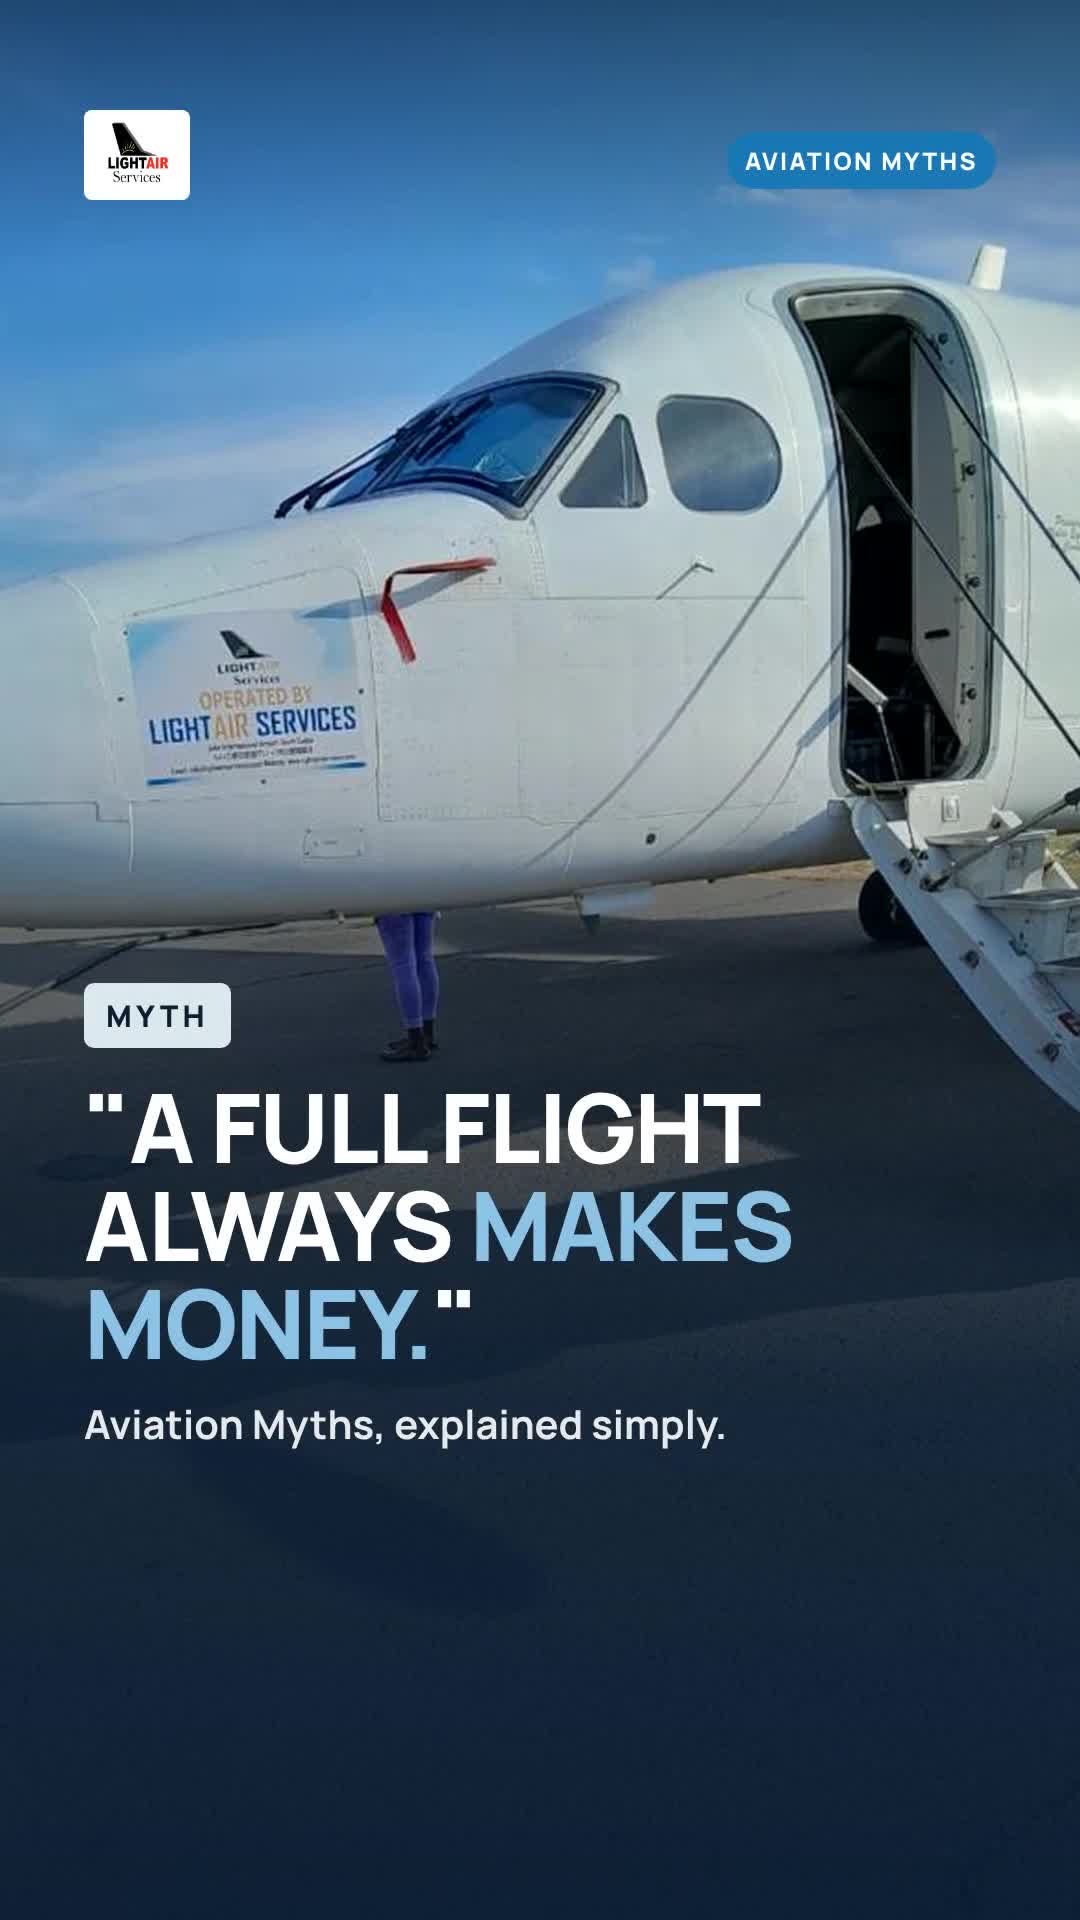 LIGHTAIR
Services
AVIATION MYTHS
LIGHTAIR
Services
OPERATED BY
LIGHTAIR SERVICES
MYTH
"A FULL FLIGHT
ALWAYS MAKES
MONEY."
Aviation Myths, explained simply.